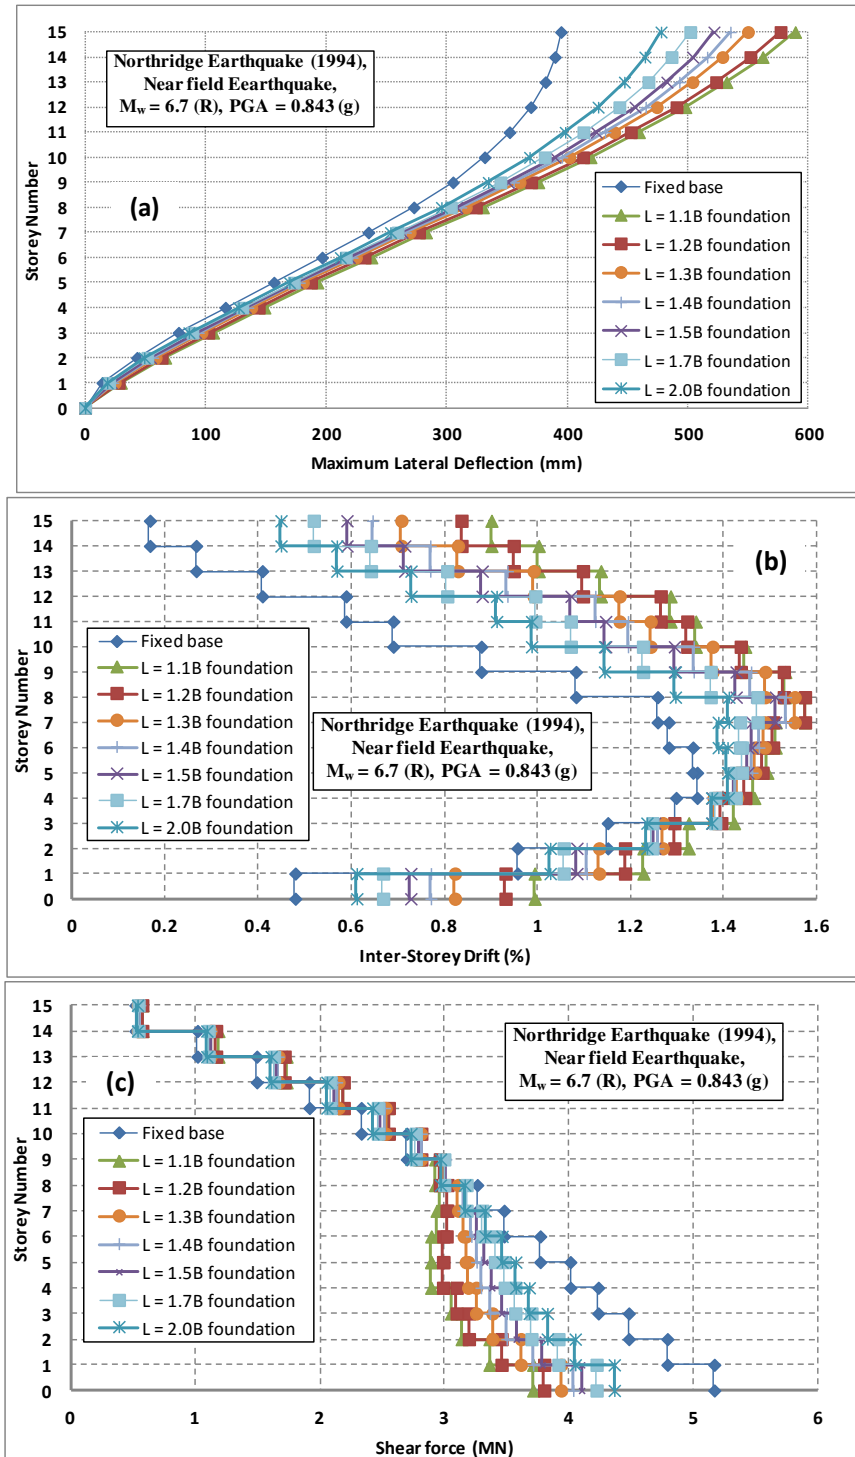 15
14
13
12
11
10
9
8
7
6
5
4
3
2
1
0
Storey Number
Northridge Earthquake (1994),
Near field Eearthquake,
Mw = 6.7 (R), PGA = 0.843 (g)
(a)
Fixed base
L = 1.1B foundation
L = 1.2B foundation
L = 1.3B foundation
L = 1.4B foundation
L = 1.5B foundation
L = 1.7B foundation
L = 2.0B foundation
0 100 200 300 400 500 600
Maximum Lateral Deflection (mm)
15
14
13
12
11
10
9
8
7
6
5
4
3
2
1
0
Storey Number
(b)
Fixed base
L = 1.1B foundation
L = 1.2B foundation
L = 1.3B foundation
L = 1.4B foundation
L = 1.5B foundation
L = 1.7B foundation
L = 2.0B foundation
Northridge Earthquake (1994),
Near field Eearthquake,
Mw = 6.7 (R), PGA = 0.843 (g)
0 0.2 0.4 0.6 0.8 1 1.2 1.4 1.6
Inter-Storey Drift (%)
15
14
13
12
11
10
9
8
7
6
5
4
3
2
1
0
Storey Number
Northridge Earthquake (1994),
Near field Eearthquake,
Mw = 6.7 (R), PGA = 0.843 (g)
(c)
Fixed base
L = 1.1B foundation
L = 1.2B foundation
L = 1.3B foundation
L = 1.4B foundation
L = 1.5B foundation
L = 1.7B foundation
L = 2.0B foundation
0 1 2 3 4 5 6
Shear force (MN)